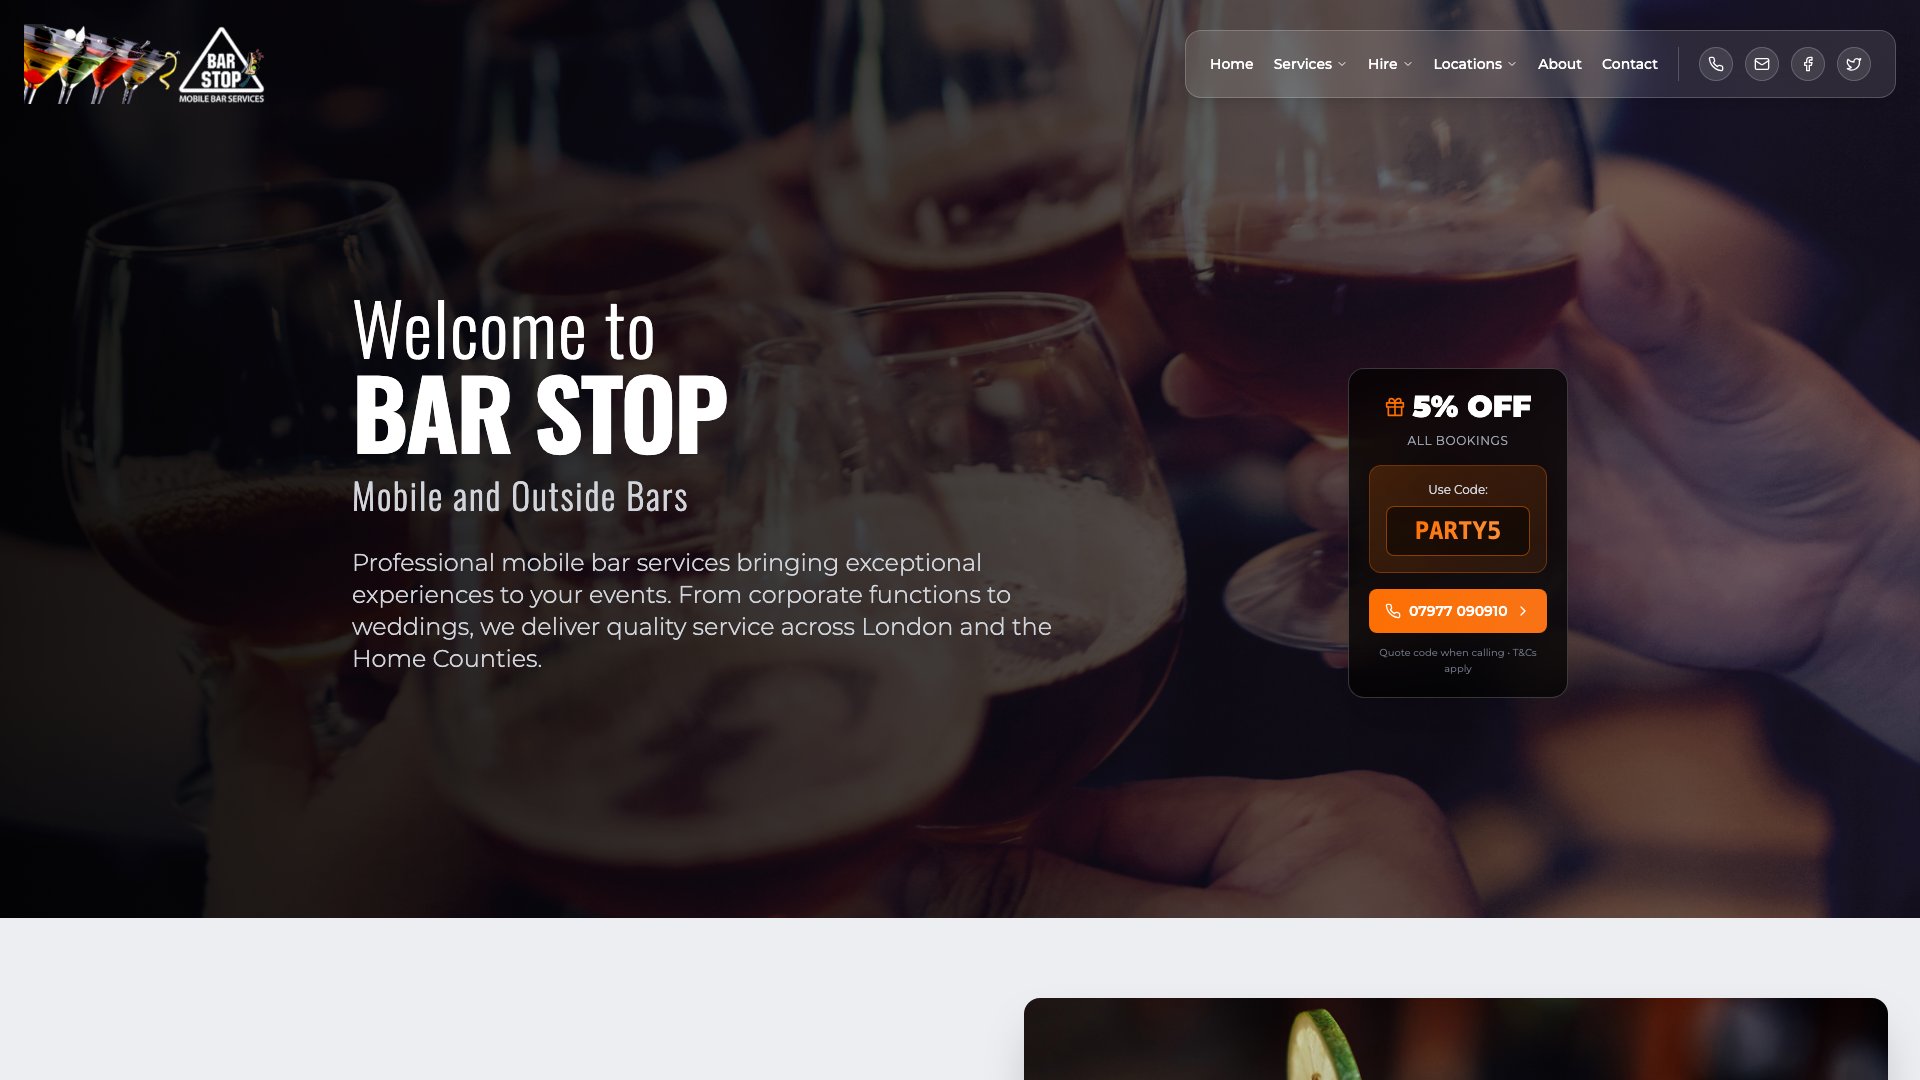 BAR
STOP
MOBILE BAR SERVICES
Home
Services
Hire
Locations
About
Contact
Welcome to
BAR STOP
Mobile and Outside Bars
Professional mobile bar services bringing exceptional
experiences to your events. From corporate functions to
weddings, we deliver quality service across London and the
Home Counties.
5% OFF
ALL BOOKINGS
Use Code:
PARTY5
07977 090910
Quote code when calling • T&Cs
apply